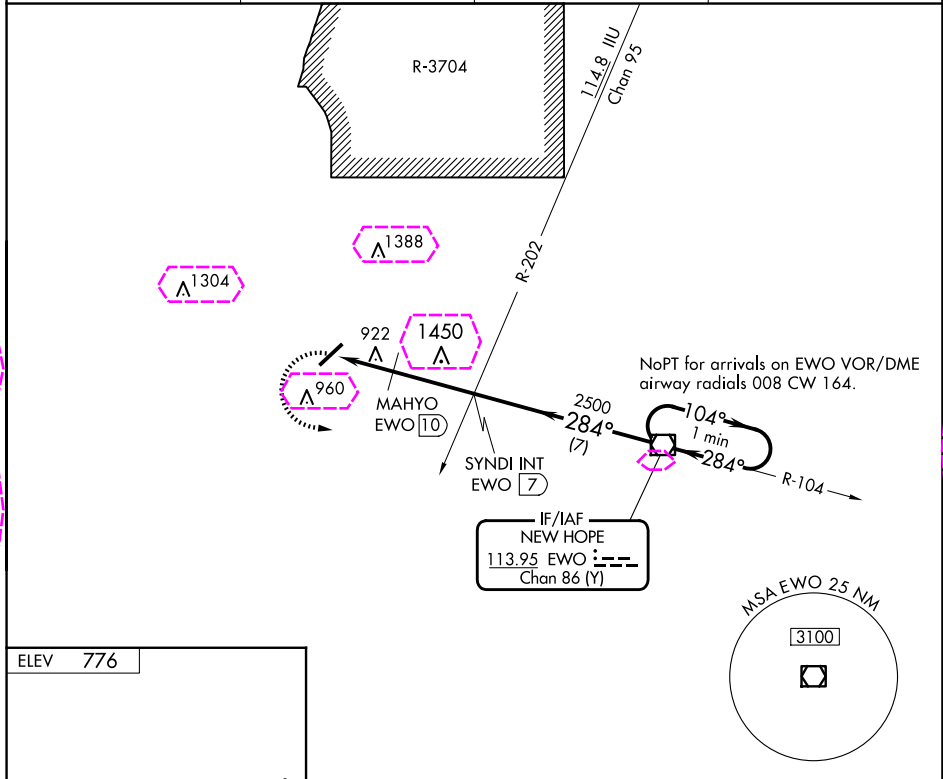 R-3704
114.8 IIU
Chan 95
R-202
1388
1304
922
1450
960
MAHYO
EWO 10
SYNDI INT
EWO 7
2500
284°
(7)
NoPT for arrivals on EWO VOR/DME
airway radials 008 CW 164.
104°
1 min
284°
R-104
IF/IAF
NEW HOPE
113.95 EWO
Chan 86 (Y)
MSA EWO 25 NM
3100
ELEV 776